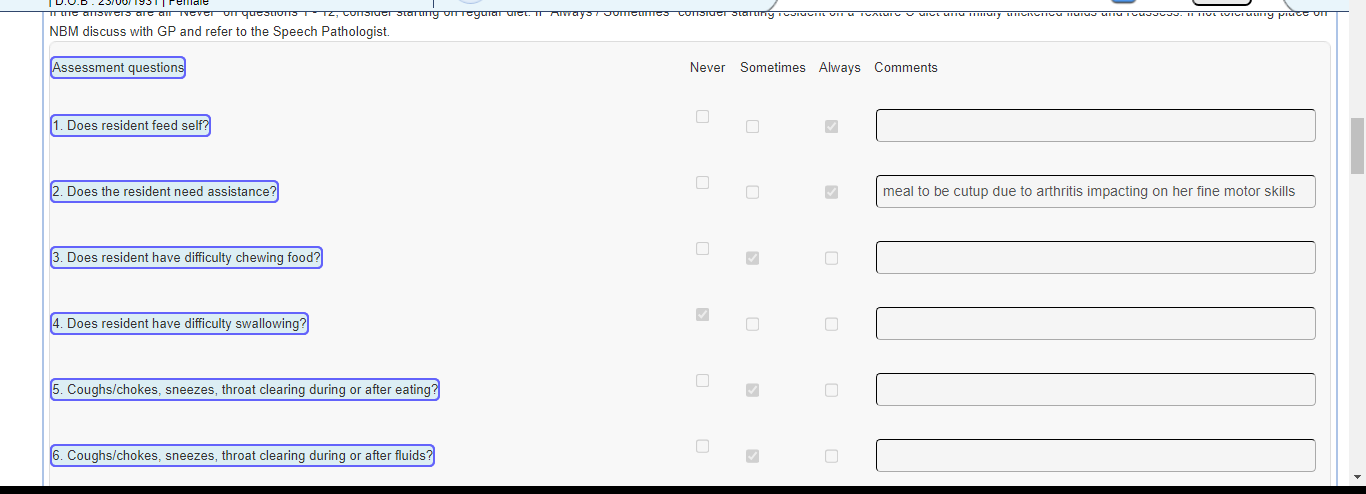 D.O.B : 23/06/1931 | Female
If the answers are all "Never" on questions 1 - 12, consider starting on regular diet. If "Always / Sometimes" consider starting resident on a Texture C diet and mildly thickened fluids and reassess. If not tolerating place on
NBM discuss with GP and refer to the Speech Pathologist.
Assessment questions Never Sometimes Always Comments
1. Does resident feed self?
2. Does the resident need assistance? meal to be cutup due to arthritis impacting on her fine motor skills
3. Does resident have difficulty chewing food?
4. Does resident have difficulty swallowing?
5. Coughs/chokes, sneezes, throat clearing during or after eating?
6. Coughs/chokes, sneezes, throat clearing during or after fluids?